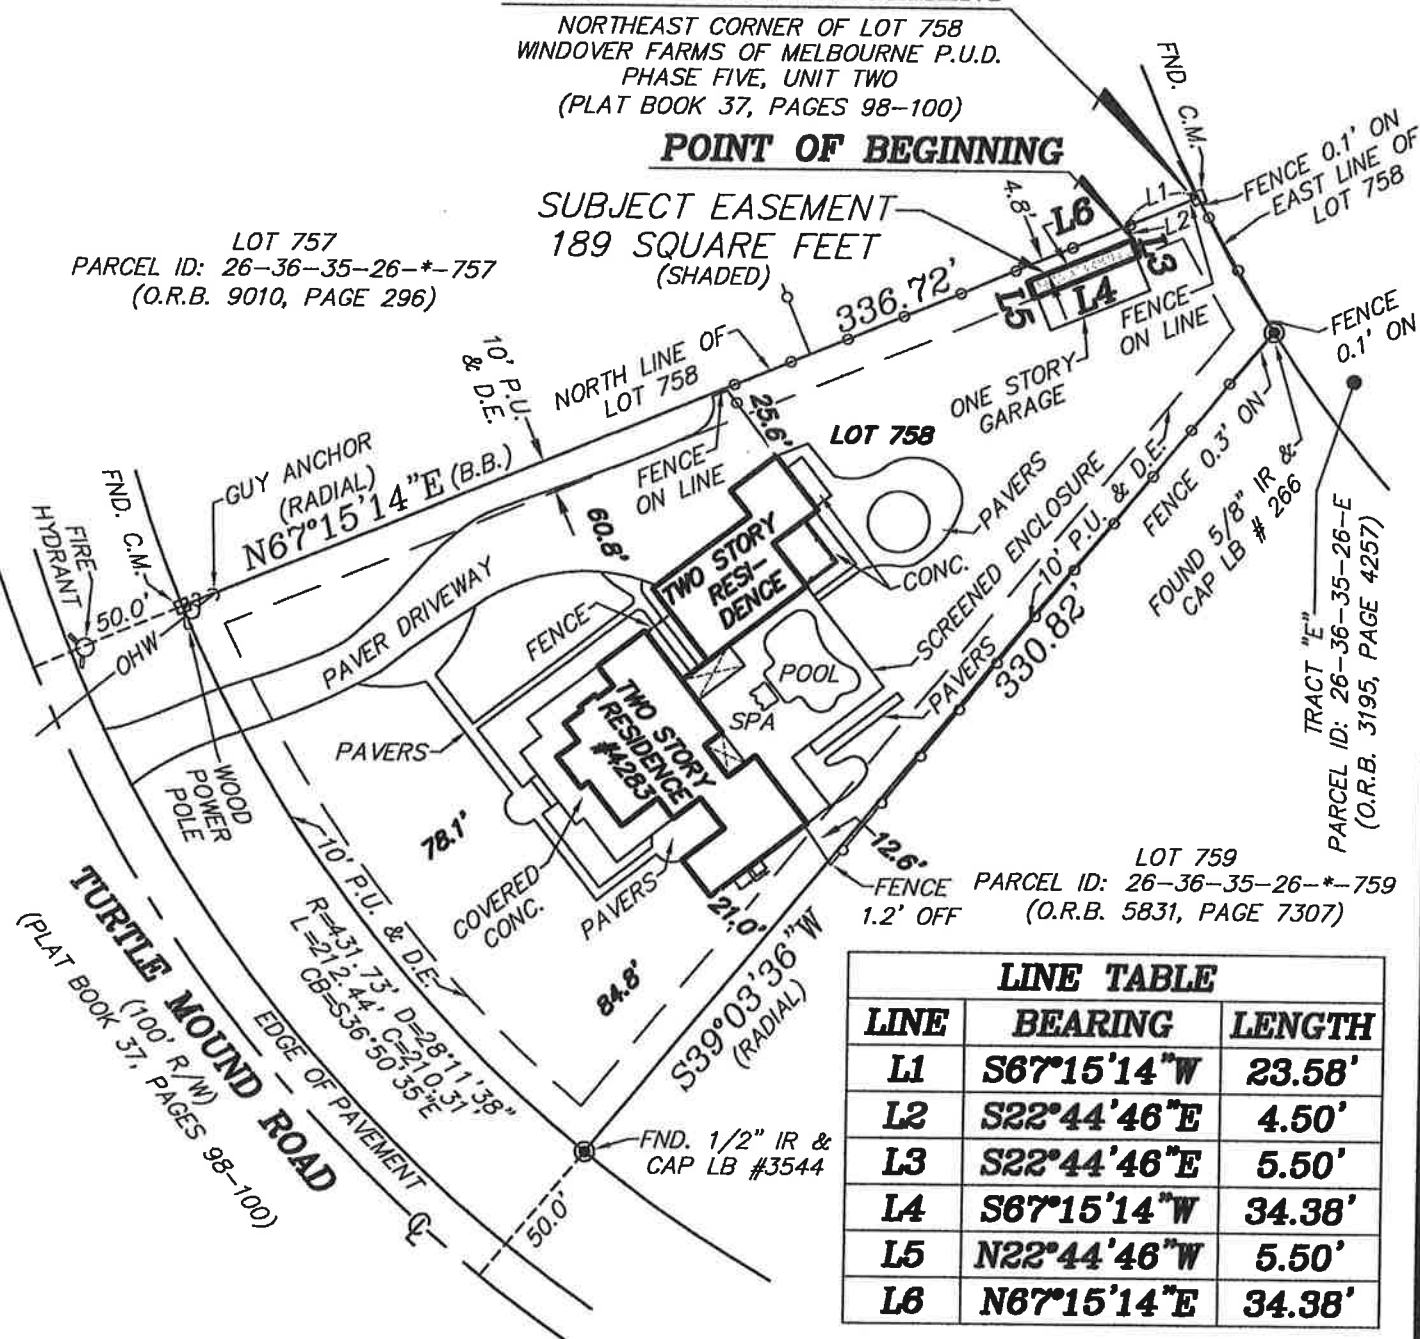 NORTHEAST CORNER OF LOT 758
WINDOVER FARMS OF MELBOURNE P.U.D.
PHASE FIVE, UNIT TWO
(PLAT BOOK 37, PAGES 98-100)
POINT OF BEGINNING
SUBJECT EASEMENT
189 SQUARE FEET
(SHADED)
LOT 757
PARCEL ID: 26-36-35-26-*-757
(O.R.B. 9010, PAGE 296)
FND. C.M.
FENCE 0.1' ON
EAST LINE OF
LOT 758
L1
L2
4.8'
L6
L3
L5
L4
336.72'
FENCE
ON LINE
FENCE
0.1' ON
NORTH LINE OF
LOT 758
10' P.U.
& D.E.
ONE STORY
GARAGE
25.6'
LOT 758
GUY ANCHOR
(RADIAL)
N67°15'14"E (B.B.)
FENCE
ON LINE
60.8'
FND. C.M.
FIRE
HYDRANT
50.0'
OHW
PAVER DRIVEWAY
TWO STORY
RESI-
DENCE
CONC.
PAVERS
SCREENED ENCLOSURE
10' P.U. & D.E.
FENCE 0.3' ON
FOUND 5/8" IR &
CAP LB # 266
TRACT "E"
PARCEL ID: 26-36-35-26-E
(O.R.B. 3195, PAGE 4257)
FENCE
POOL
SPA
PAVERS
330.82'
TWO STORY
RESIDENCE
#4283
PAVERS
WOOD
POWER
POLE
78.1'
COVERED
CONC.
PAVERS
21.0'
12.6'
FENCE
1.2' OFF
LOT 759
PARCEL ID: 26-36-35-26-*-759
(O.R.B. 5831, PAGE 7307)
10' P.U. & D.E.
R=431.73' D=28°11'38"
L=212.44' C=210.31'
CB=S36°50'35"E
84.8'
S39°03'36"W
(RADIAL)
TURTLE MOUND ROAD
(100' R/W)
(PLAT BOOK 37, PAGES 98-100)
EDGE OF PAVEMENT
FND. 1/2" IR &
CAP LB #3544
50.0'
LINE TABLE
LINE BEARING LENGTH
L1 S67°15'14"W 23.58'
L2 S22°44'46"E 4.50'
L3 S22°44'46"E 5.50'
L4 S67°15'14"W 34.38'
L5 N22°44'46"W 5.50'
L6 N67°15'14"E 34.38'